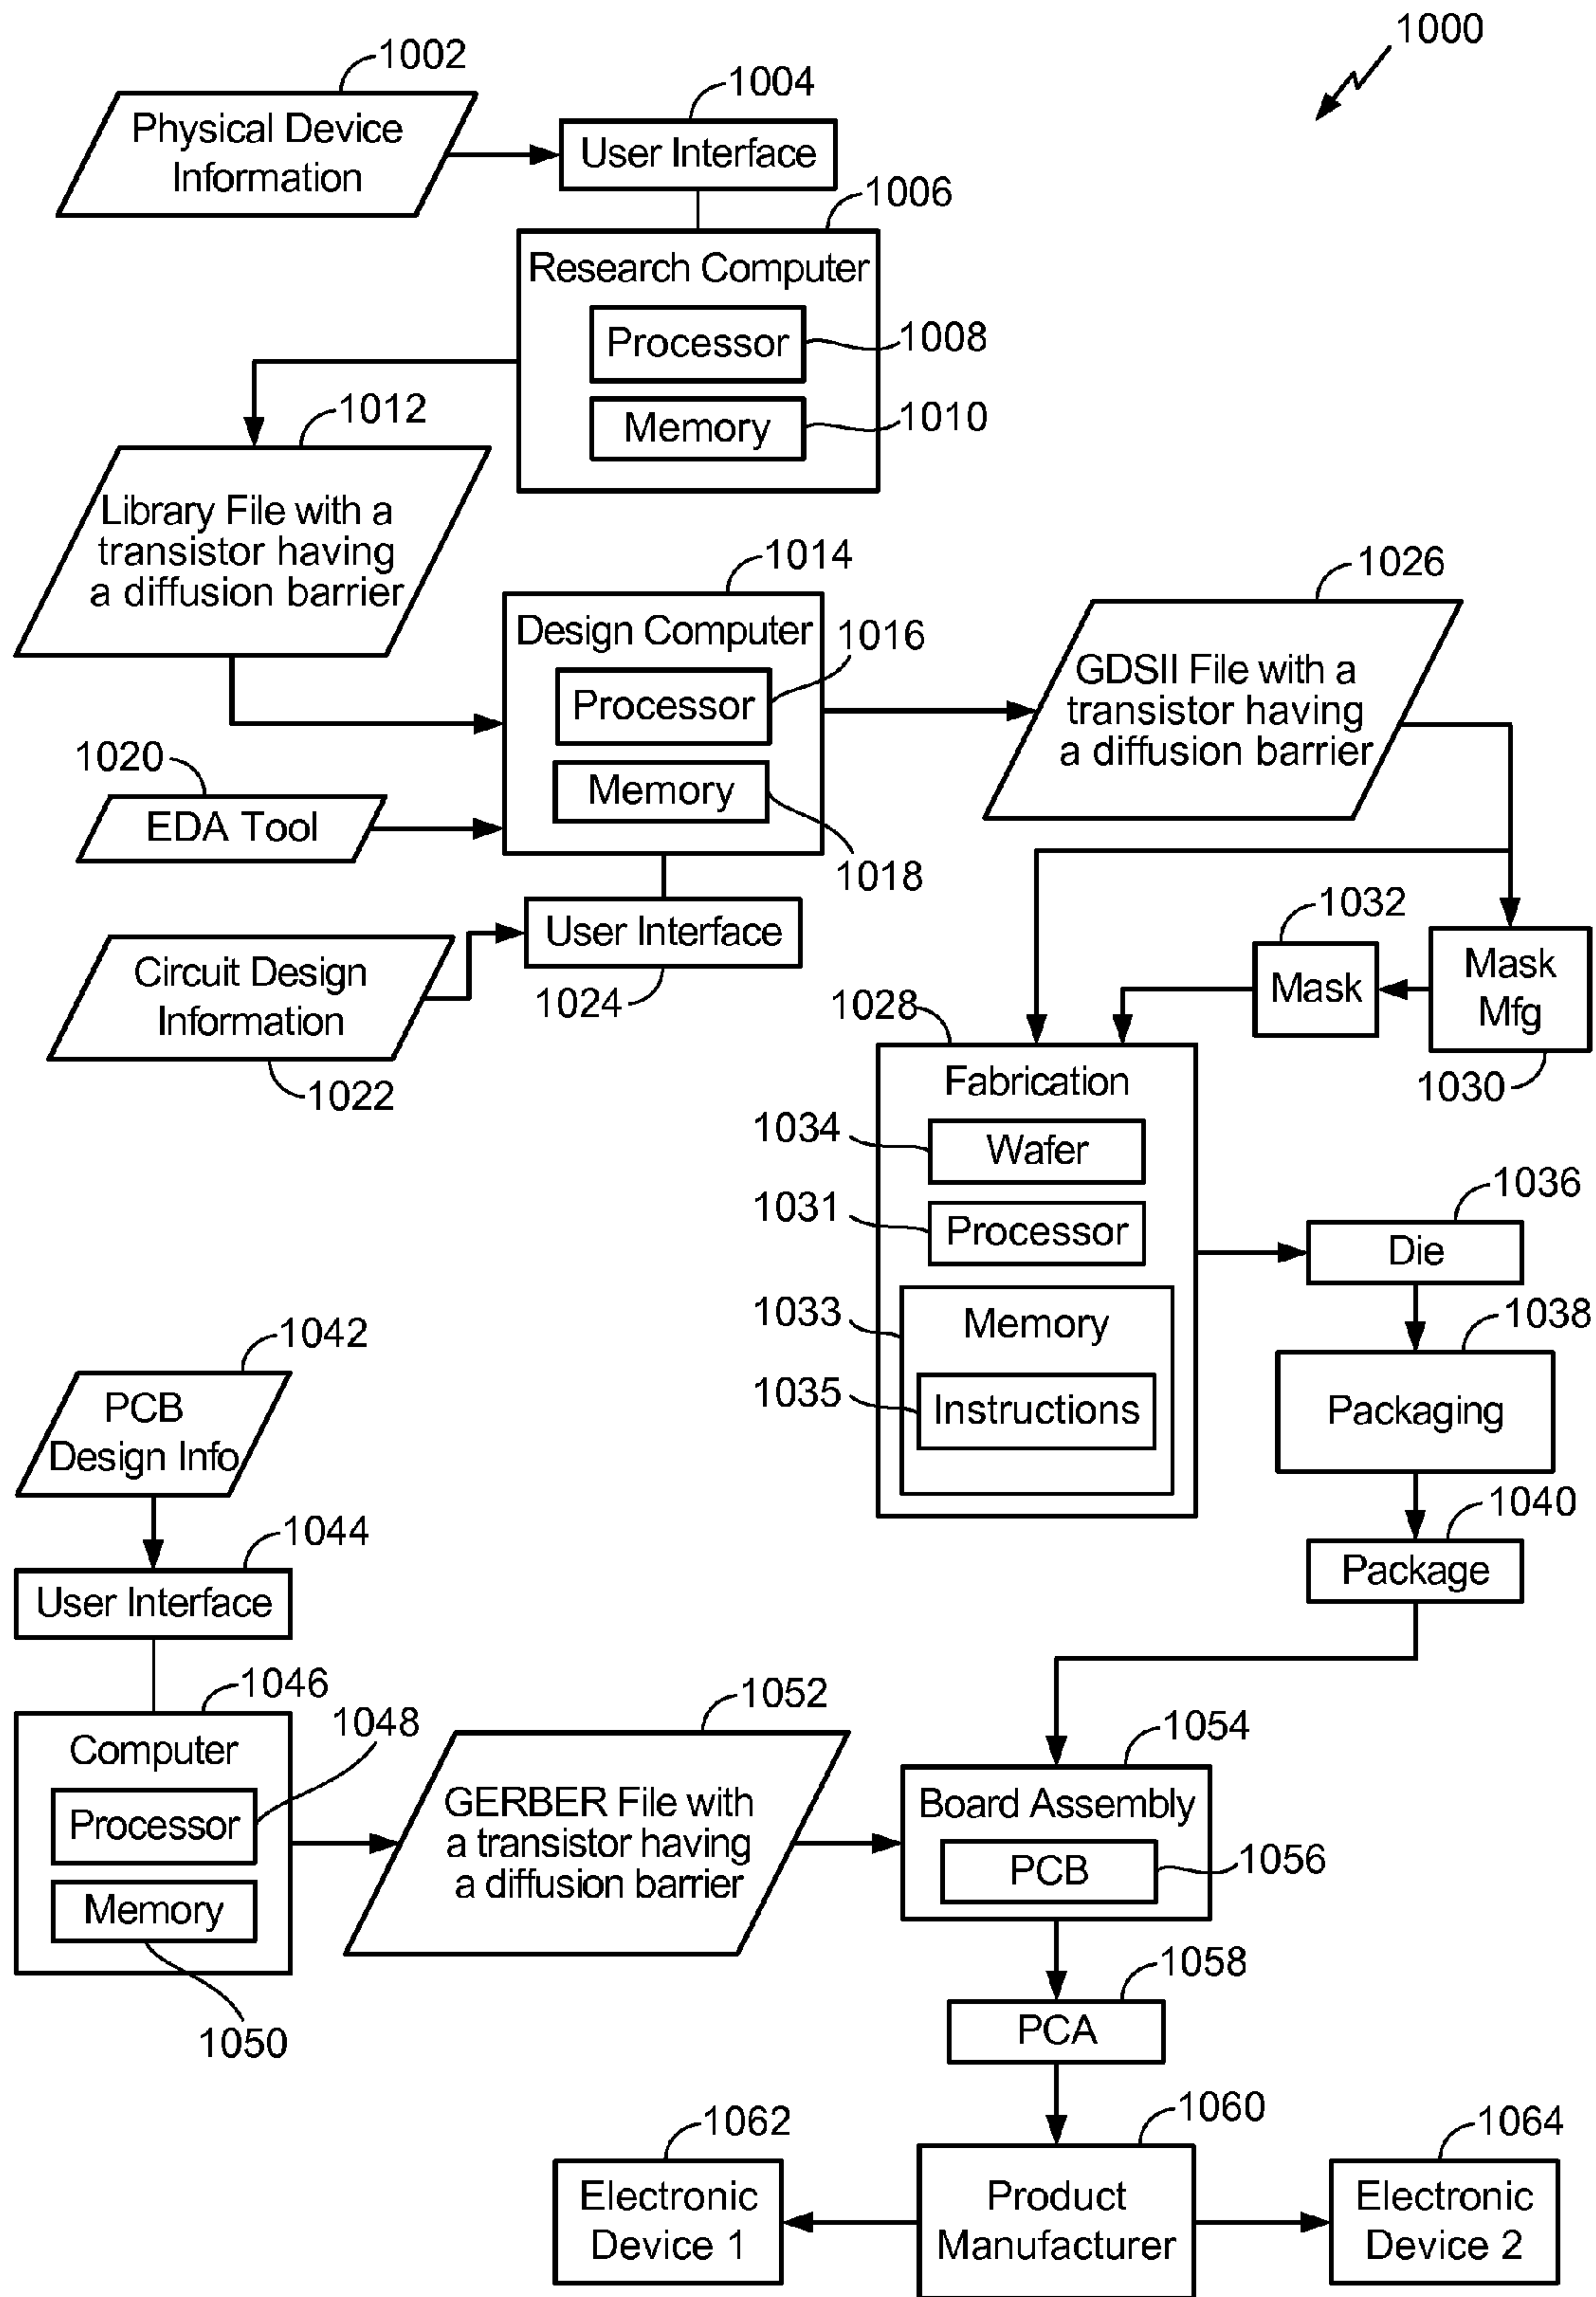 1000
1002
Physical Device
Information
1004
User Interface
1006
Research Computer
Processor
1008
Memory
1010
1012
Library File with a
transistor having
a diffusion barrier
1014
Design Computer
1016
Processor
Memory
1018
1020
EDA Tool
1022
Circuit Design
Information
User Interface
1024
1026
GDSII File with a
transistor having
a diffusion barrier
1032
Mask
Mask
Mfg
1030
1028
Fabrication
1034
Wafer
1031
Processor
1033
Memory
1035
Instructions
1036
Die
1038
Packaging
1040
Package
1042
PCB
Design Info
1044
User Interface
1046
1048
Computer
Processor
Memory
1050
1052
GERBER File with
a transistor having
a diffusion barrier
1054
Board Assembly
PCB
1056
1058
PCA
1060
Product
Manufacturer
1062
Electronic
Device 1
1064
Electronic
Device 2